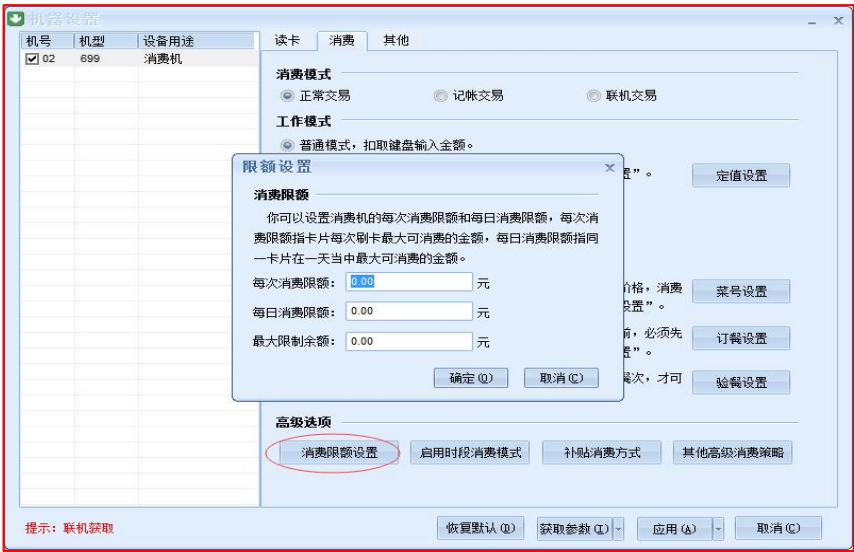 机器设置
机号 机型 设备用途
02 699 消费机
读卡 消费 其他
消费模式
正常交易 记帐交易 联机交易
工作模式
普通模式，扣取键盘输入金额。
置”。 定值设置
限额设置
消费限额
你可以设置消费机的每次消费限额和每日消费限额，每次消
费限额指卡片每次刷卡最大可消费的金额，每日消费限额指同
一卡片在一天当中最大可消费的金额。
每次消费限额： 0.00 元
每日消费限额： 0.00 元
最大限制余额： 0.00 元
确定(O) 取消(C)
价格，消费
设置”。
菜号设置
前，必须先
置”。
订餐设置
餐次，才可
验餐设置
高级选项
消费限额设置 启用时段消费模式 补贴消费方式 其他高级消费策略
提示：联机获取
恢复默认(D) 获取参数(I) 应用(A) 取消(C)